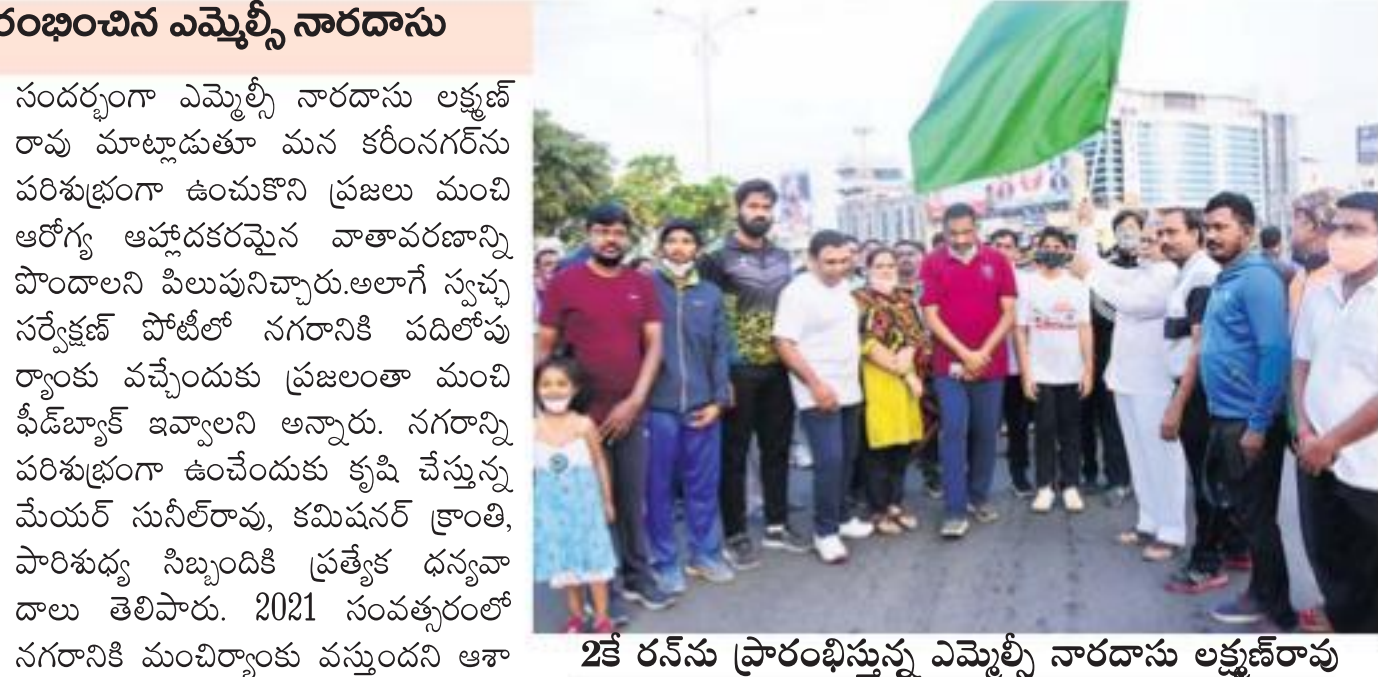 రంభించిన ఎమ్మెల్సీ నారదాసు
సందర్భంగా ఎమ్మెల్సీ నారదాసు లక్ష్మణ్
రావు మాట్లాడుతూ మన కరీంనగర్‌ను
పరిశుభ్రంగా ఉంచుకొని ప్రజలు మంచి
ఆరోగ్య ఆహ్లాదకరమైన వాతావరణాన్ని
పొందాలని పిలుపునిచ్చారు.అలాగే స్వచ్ఛ
సర్వేక్షణ్ పోటీలో నగరానికి పదిలోపు
ర్యాంకు వచ్చేందుకు ప్రజలంతా మంచి
ఫీడ్‌బ్యాక్ ఇవ్వాలని అన్నారు. నగరాన్ని
పరిశుభ్రంగా ఉంచేందుకు కృషి చేస్తున్న
మేయర్ సునీల్‌రావు, కమిషనర్ క్రాంతి,
పారిశుధ్య సిబ్బందికి ప్రత్యేక ధన్యవా
దాలు తెలిపారు. 2021 సంవత్సరంలో
నగరానికి మంచిర్యాంకు వస్తుందని ఆశా
2కే రన్‌ను ప్రారంభిస్తున్న ఎమ్మెల్సీ నారదాసు లక్ష్మణ్‌రావు